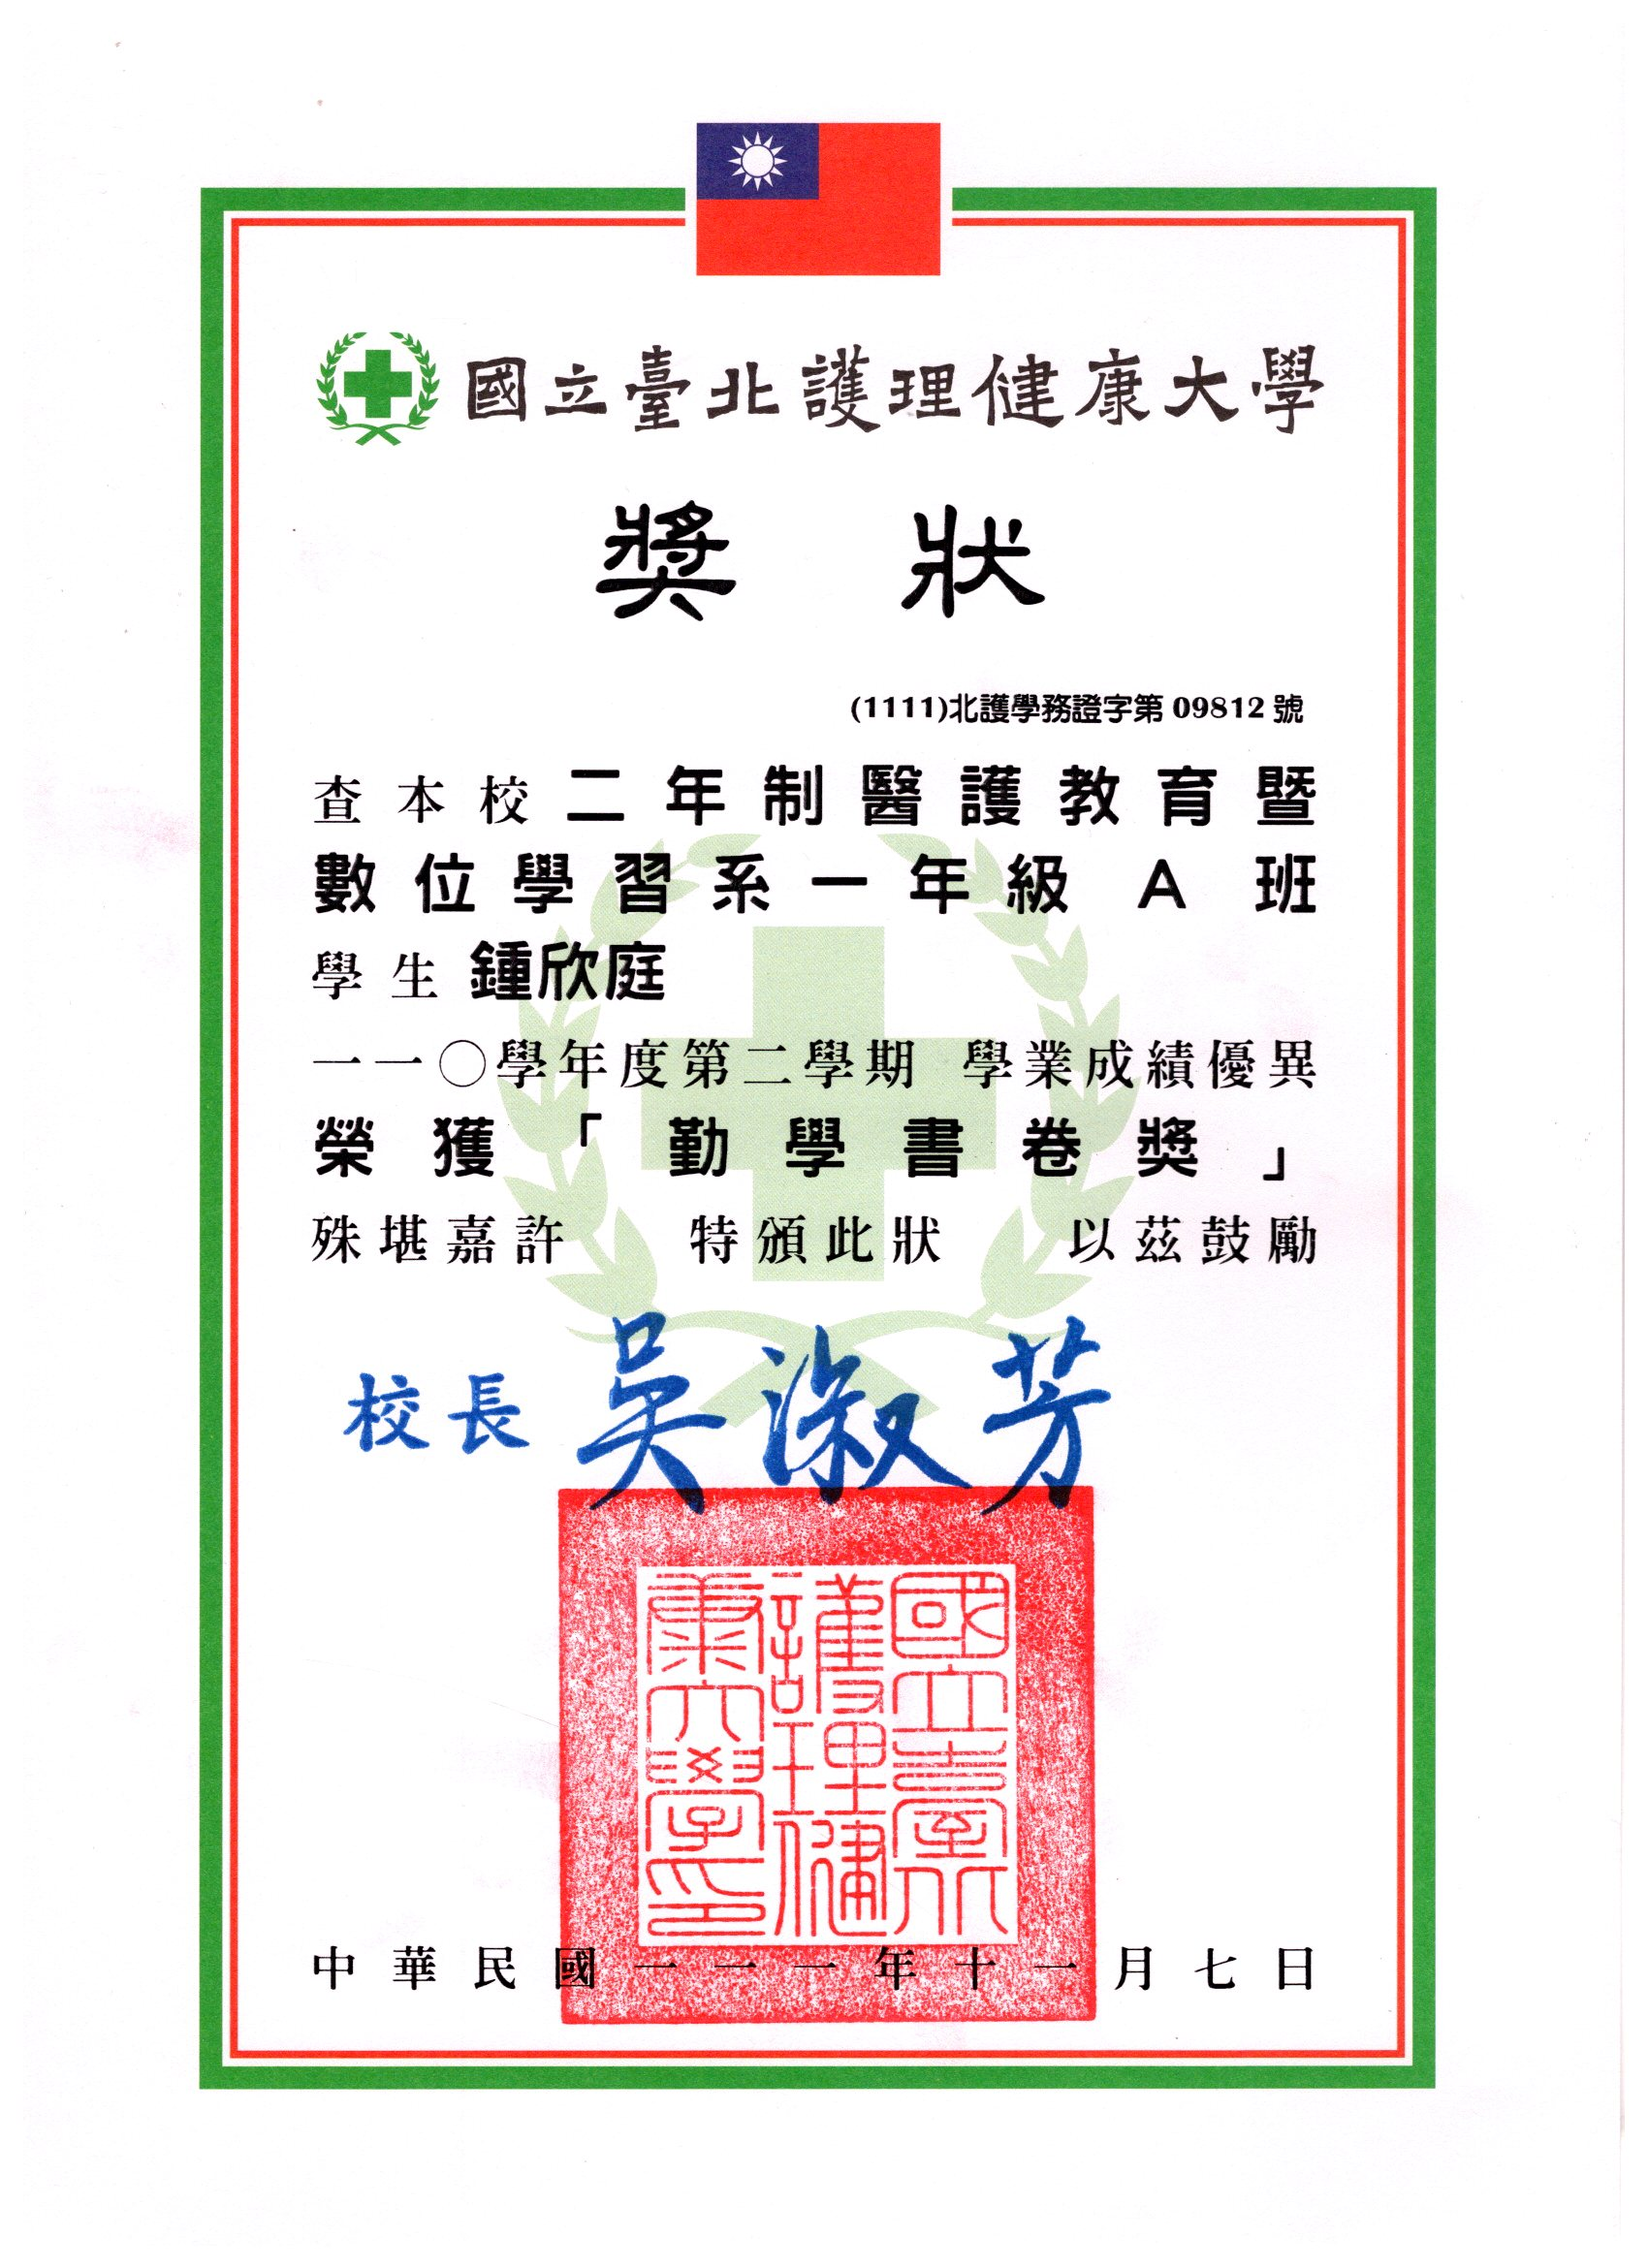 國立臺北護理健康大學
獎狀
(1111)北護學務證字第 09812 號
查本校二年制醫護教育暨
數位學習系一年級 A 班
學生 鍾欣庭
一一〇學年度第二學期 學業成績優異
榮獲「勤學書卷獎」
殊堪嘉許 特頒此狀 以茲鼓勵
校長 吳淑芳
國立臺北
護理健
康大學印
中華民國一一一年十一月七日